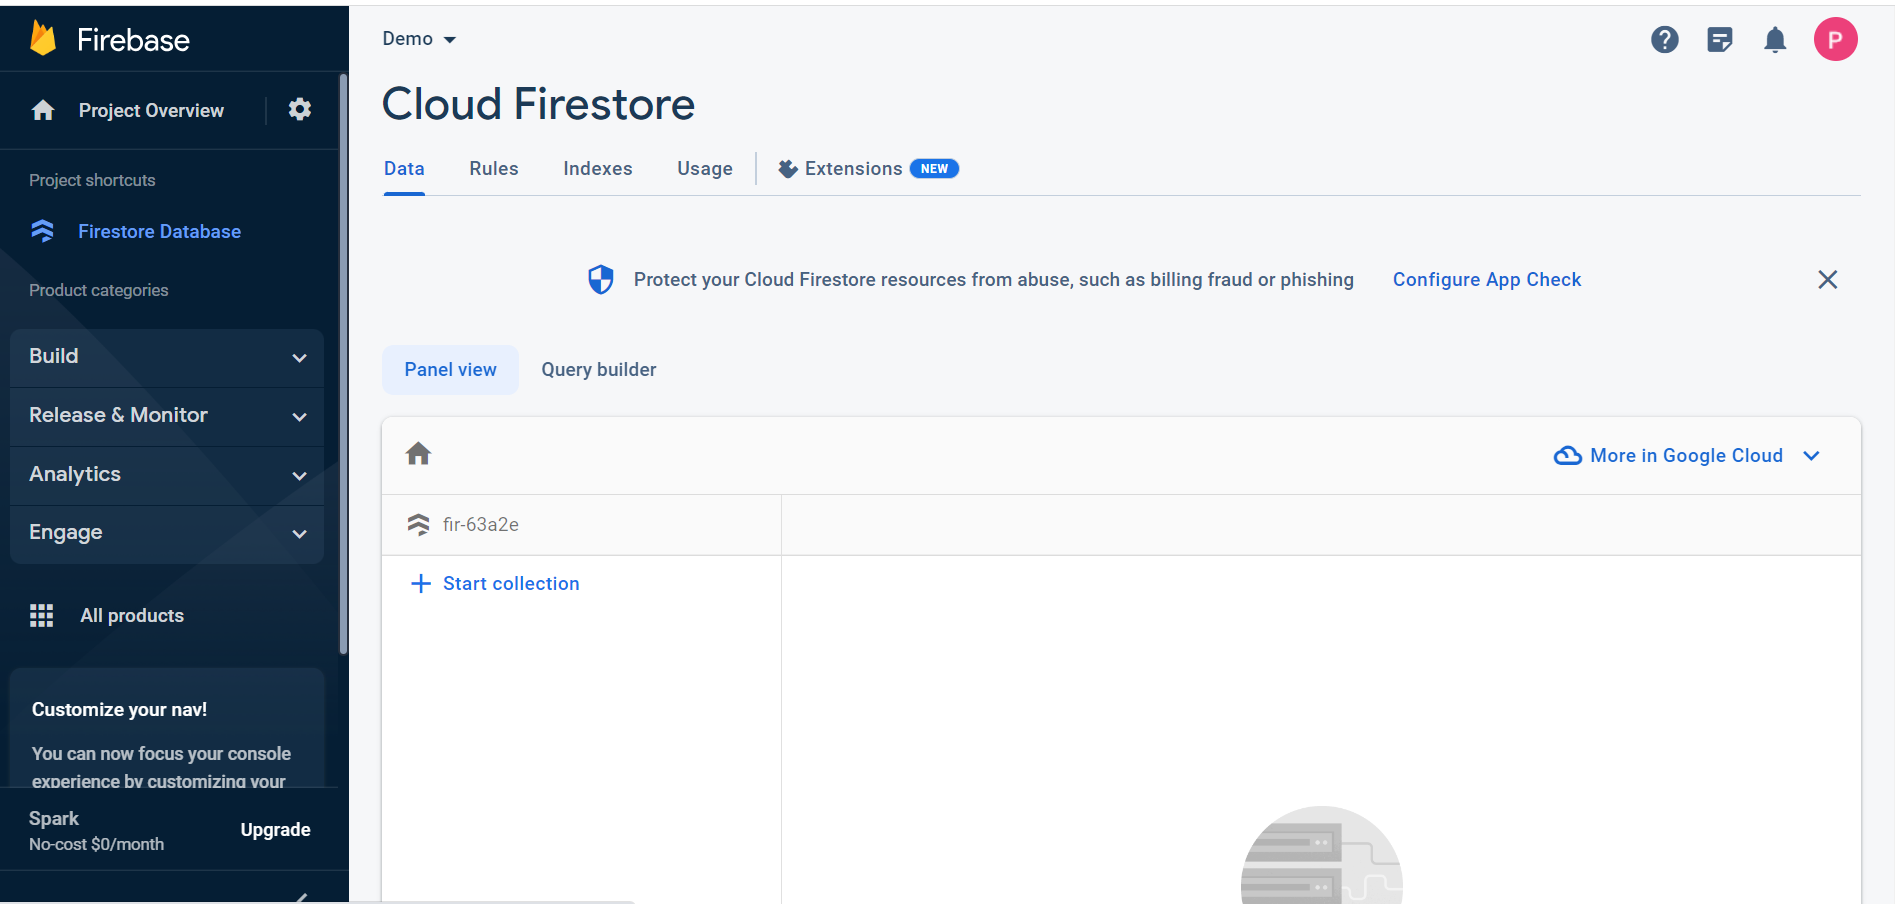 Firebase
Project Overview
Project shortcuts
Firestore Database
Product categories
Build
Release & Monitor
Analytics
Engage
All products
Customize your nav!
You can now focus your console
experience by customizing your
Spark
No-cost $0/month
Upgrade
Demo
P
Cloud Firestore
Data Rules Indexes Usage Extensions NEW
Protect your Cloud Firestore resources from abuse, such as billing fraud or phishing Configure App Check
Panel view Query builder
More in Google Cloud
fir-63a2e
Start collection